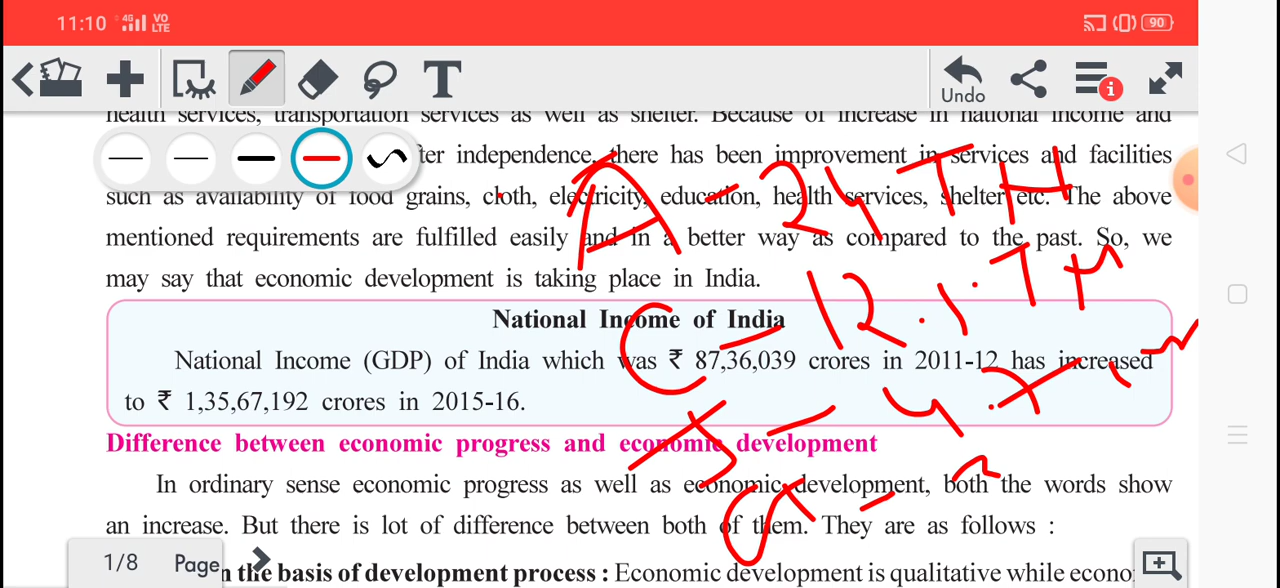 11:10 4G VO LTE 90
T Undo i
health services, transportation services as well as shelter. Because of increase in national income and
ter independence, there has been improvement in services and facilities
such as availability of food grains, cloth, electricity, education, health services, shelter etc. The above
mentioned requirements are fulfilled easily and in a better way as compared to the past. So, we
may say that economic development is taking place in India.
National Income of India
National Income (GDP) of India which was ₹ 87,36,039 crores in 2011-12 has increased
to ₹ 1,35,67,192 crores in 2015-16.
Difference between economic progress and economic development
In ordinary sense economic progress as well as economic development, both the words show
an increase. But there is lot of difference between both of them. They are as follows :
n the basis of development process : Economic development is qualitative while econo
1/8 Page
A - 24 TH
C - 12.1 TH
J - 4.